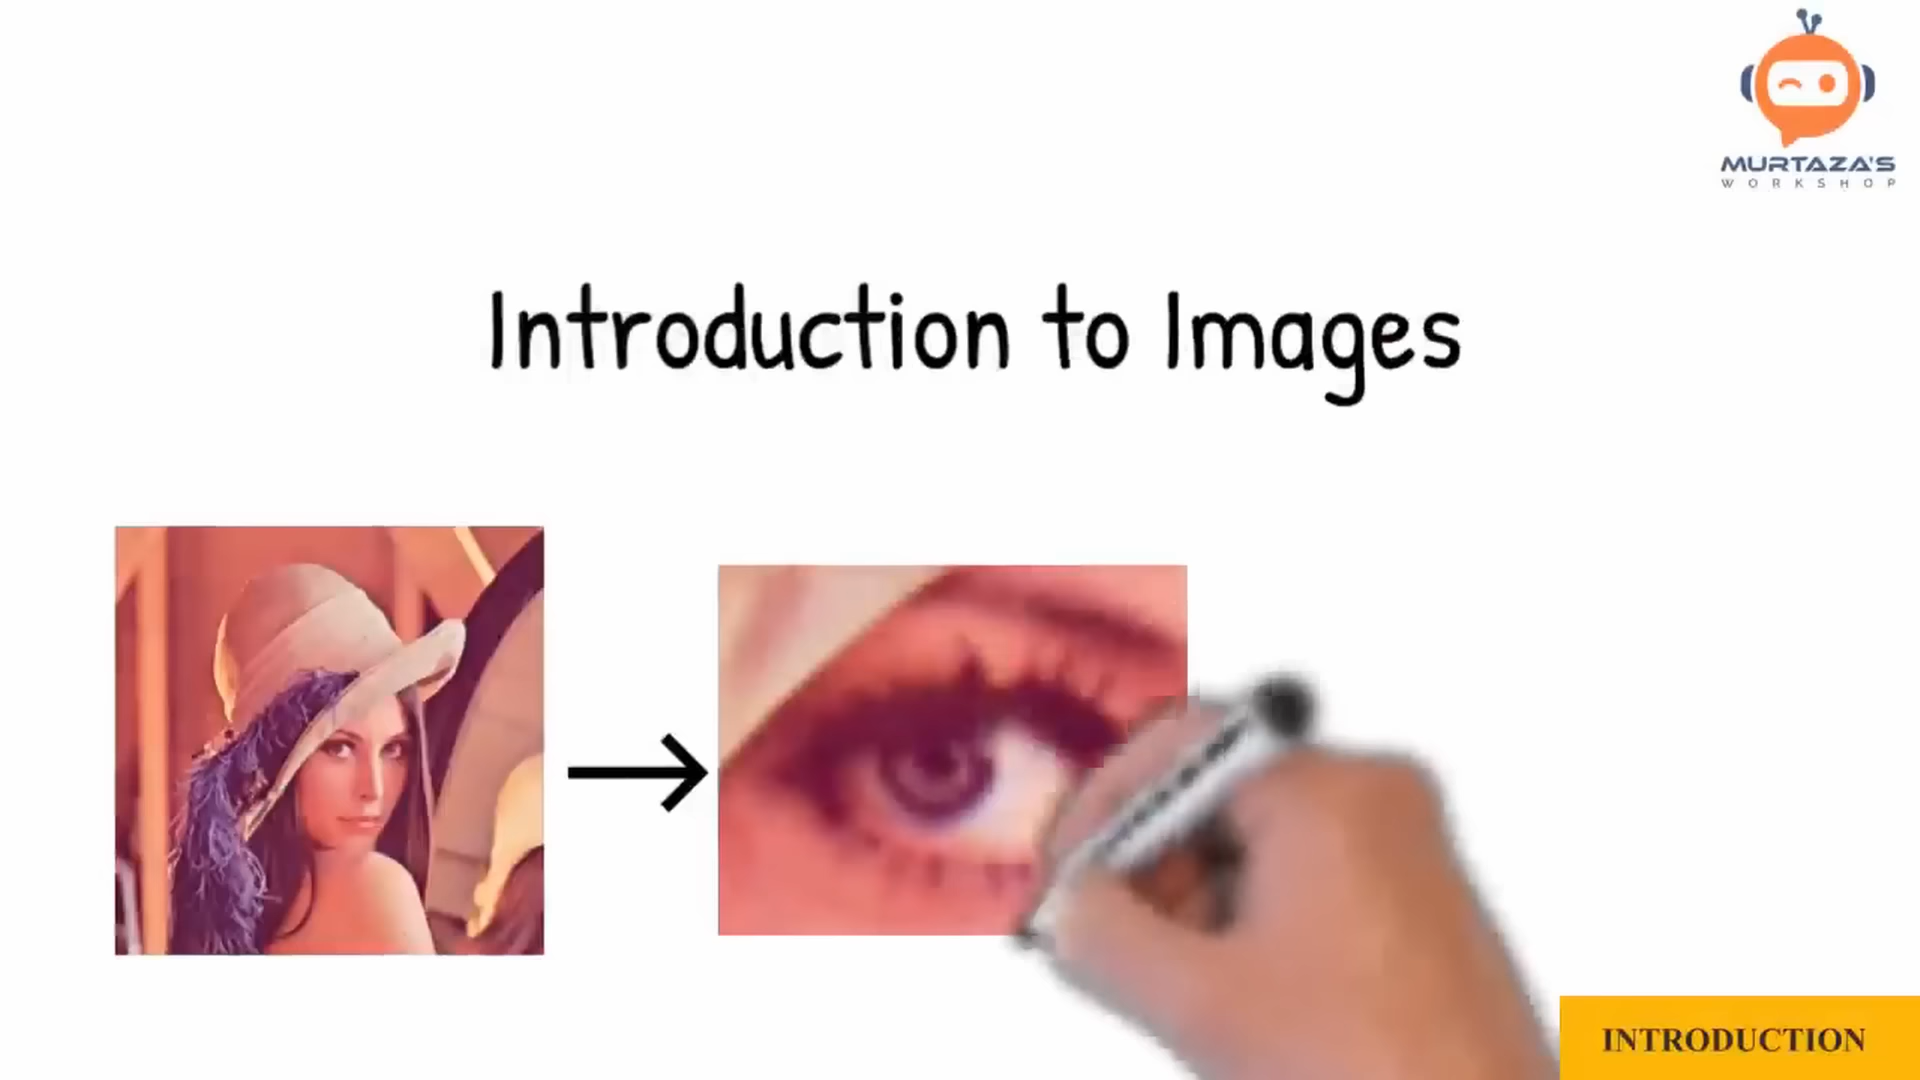 MURTAZA'S
WORKSHOP
Introduction to Images
INTRODUCTION